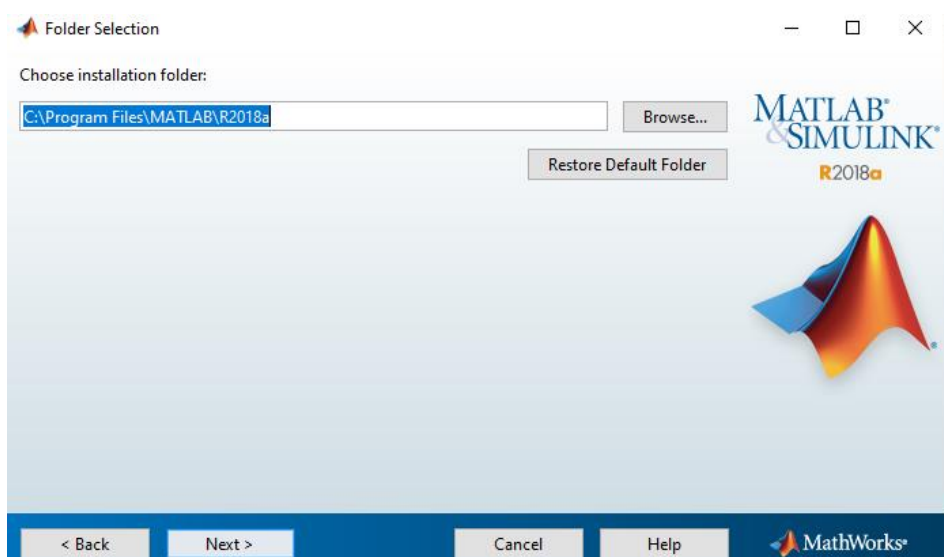 Folder Selection
Choose installation folder:
C:\Program Files\MATLAB\R2018a
Browse...
Restore Default Folder
MATLAB®
&SIMULINK®
R2018a
< Back
Next >
Cancel
Help
MathWorks®